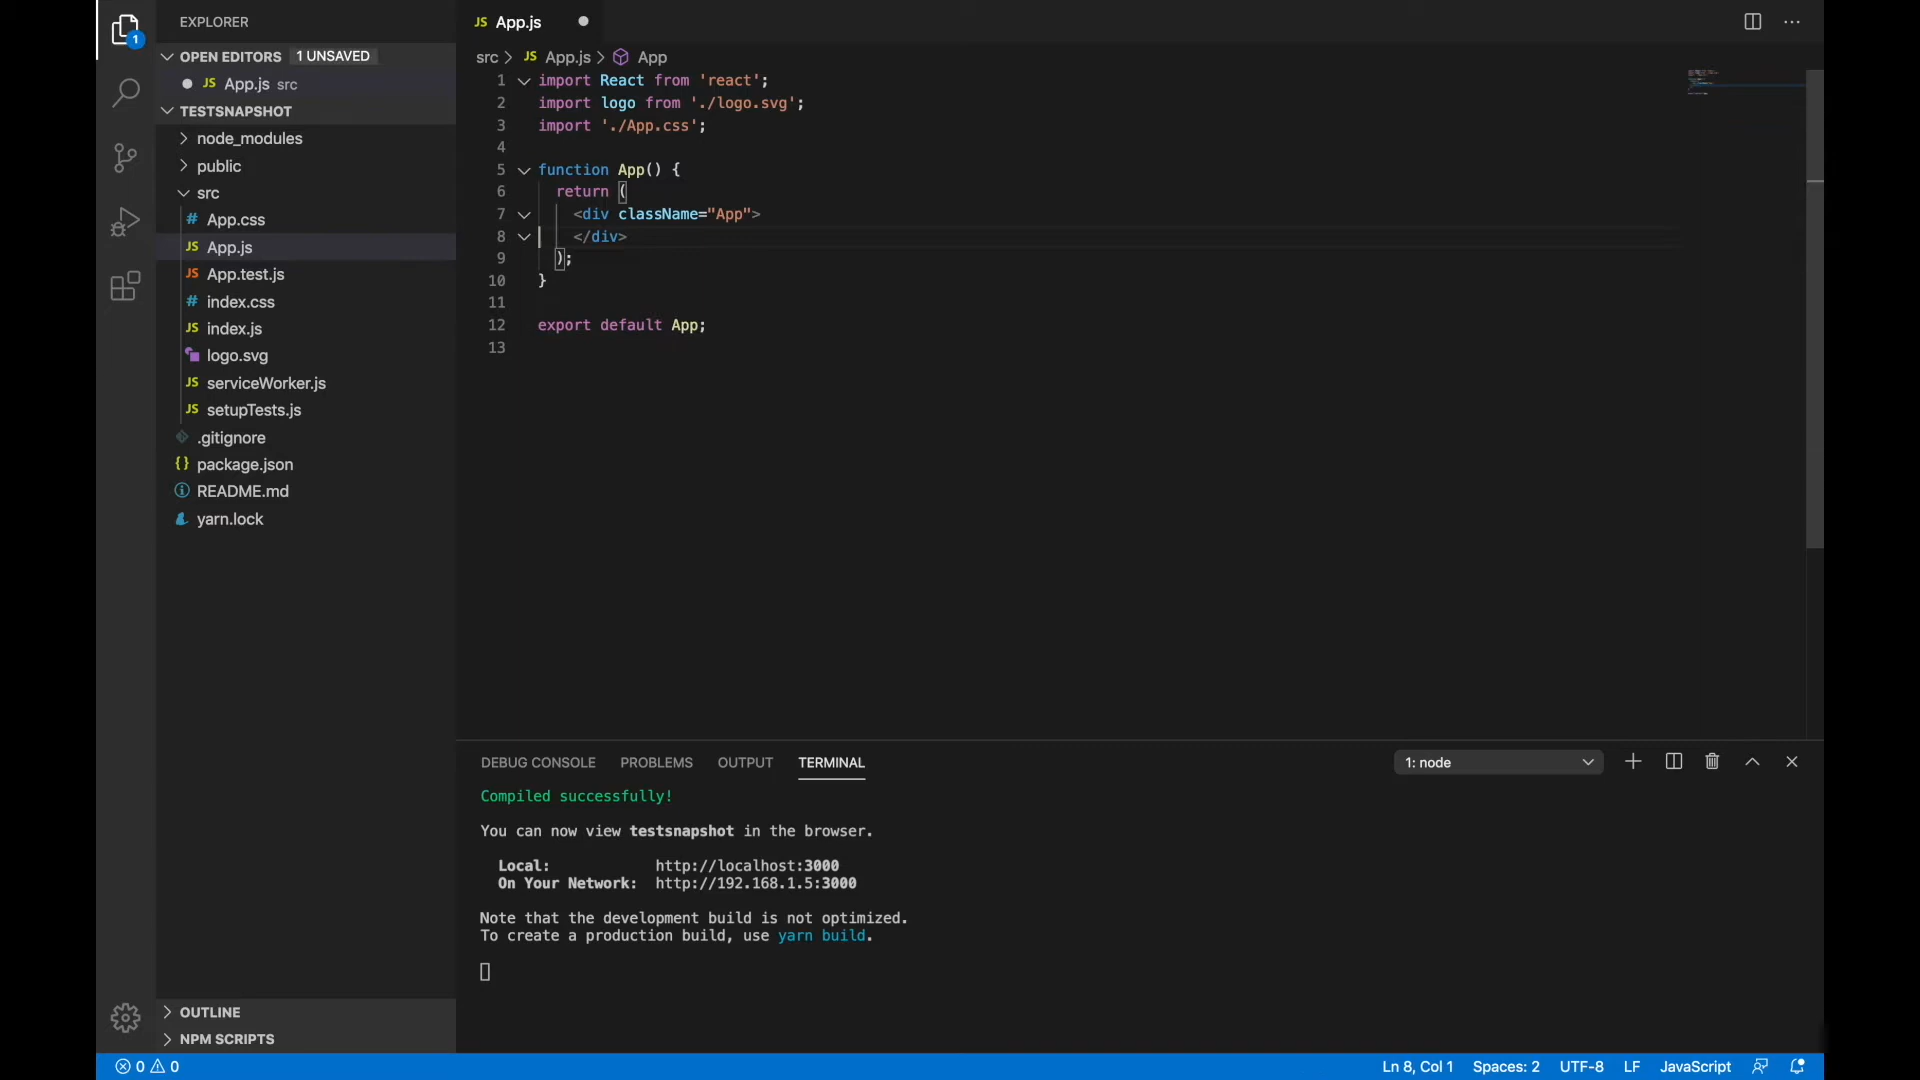 EXPLORER
OPEN EDITORS 1 UNSAVED
JS App.js src
TESTSNAPSHOT
node_modules
public
src
# App.css
JS App.js
JS App.test.js
# index.css
JS index.js
logo.svg
JS serviceWorker.js
JS setupTests.js
.gitignore
{} package.json
README.md
yarn.lock
OUTLINE
NPM SCRIPTS
1
JS App.js
src > JS App.js > App
1 import React from 'react';
2 import logo from './logo.svg';
3 import './App.css';
4
5 function App() {
6 return (
7 <div className="App">
8 </div>
9 );
10 }
11
12 export default App;
13
DEBUG CONSOLE PROBLEMS OUTPUT TERMINAL 1: node
Compiled successfully!
You can now view testsnapshot in the browser.
Local: http://localhost:3000
On Your Network: http://192.168.1.5:3000
Note that the development build is not optimized.
To create a production build, use yarn build.
0 0 Ln 8, Col 1 Spaces: 2 UTF-8 LF JavaScript